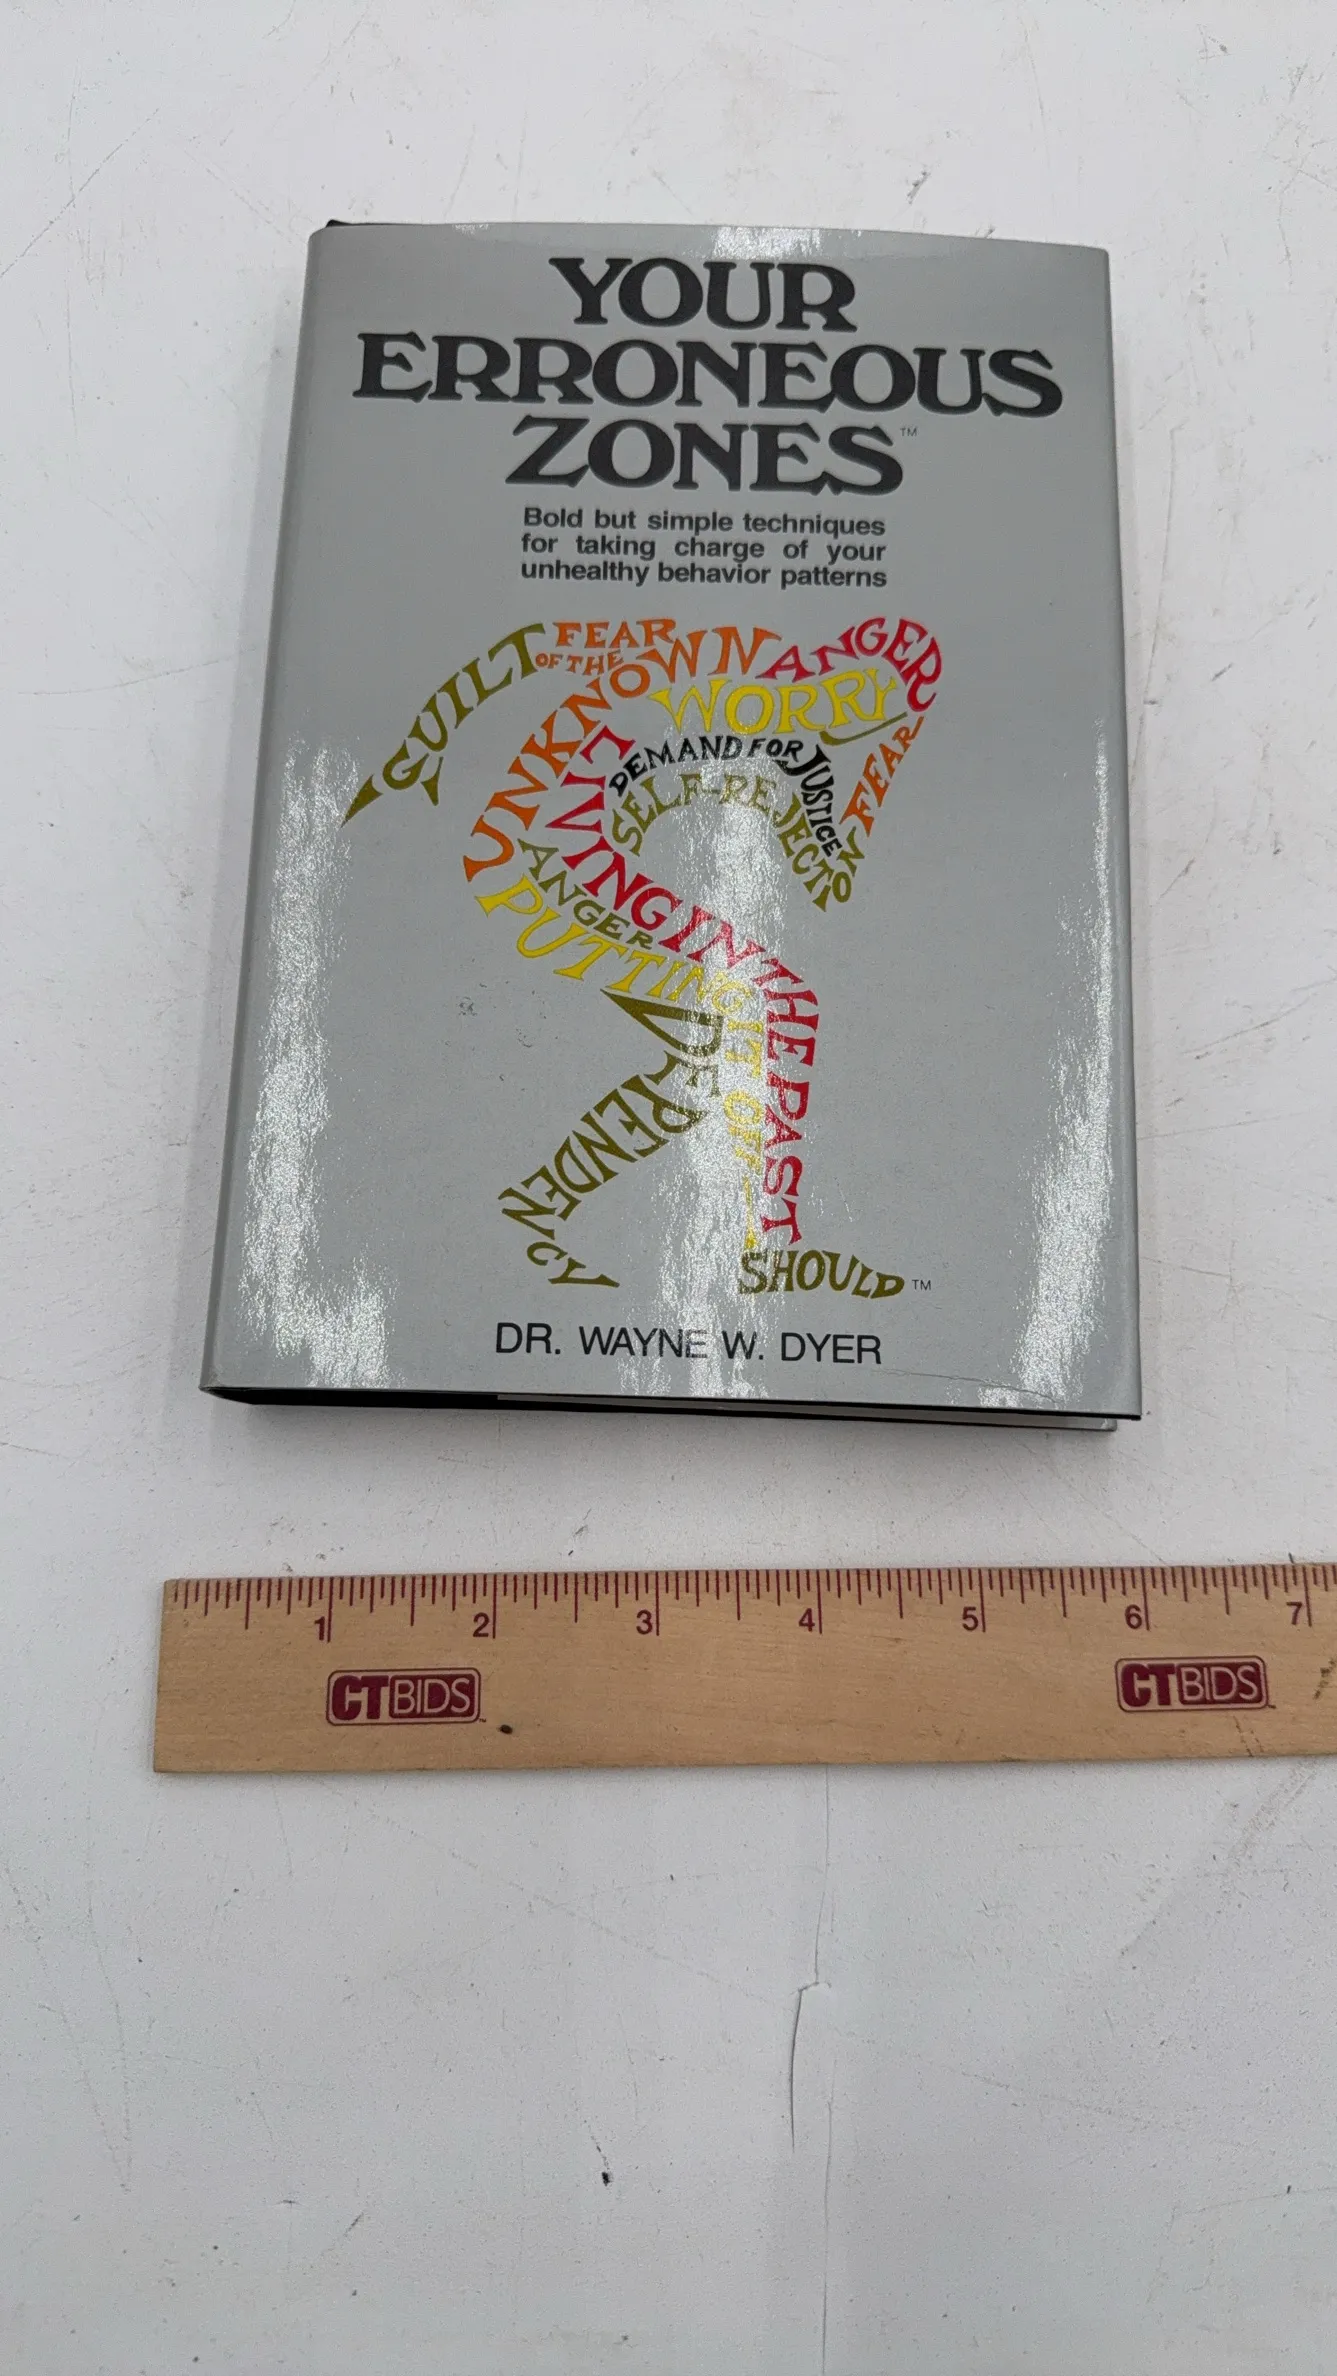 YOUR
ERRONEOUS
ZONES™
Bold but simple techniques
for taking charge of your
unhealthy behavior patterns
GUILT
FEAR
OF THE
UNKNOWN
ANGER
WORRY
FEAR
DEMAND FOR JUSTICE
SELF-REJECTION
LIVING IN THE PAST
ANGER
PUTTING IT OFF
DEPENDENCY
SHOULD™
DR. WAYNE W. DYER
1 2 3 4 5 6 7
CTBIDS™ CTBIDS™